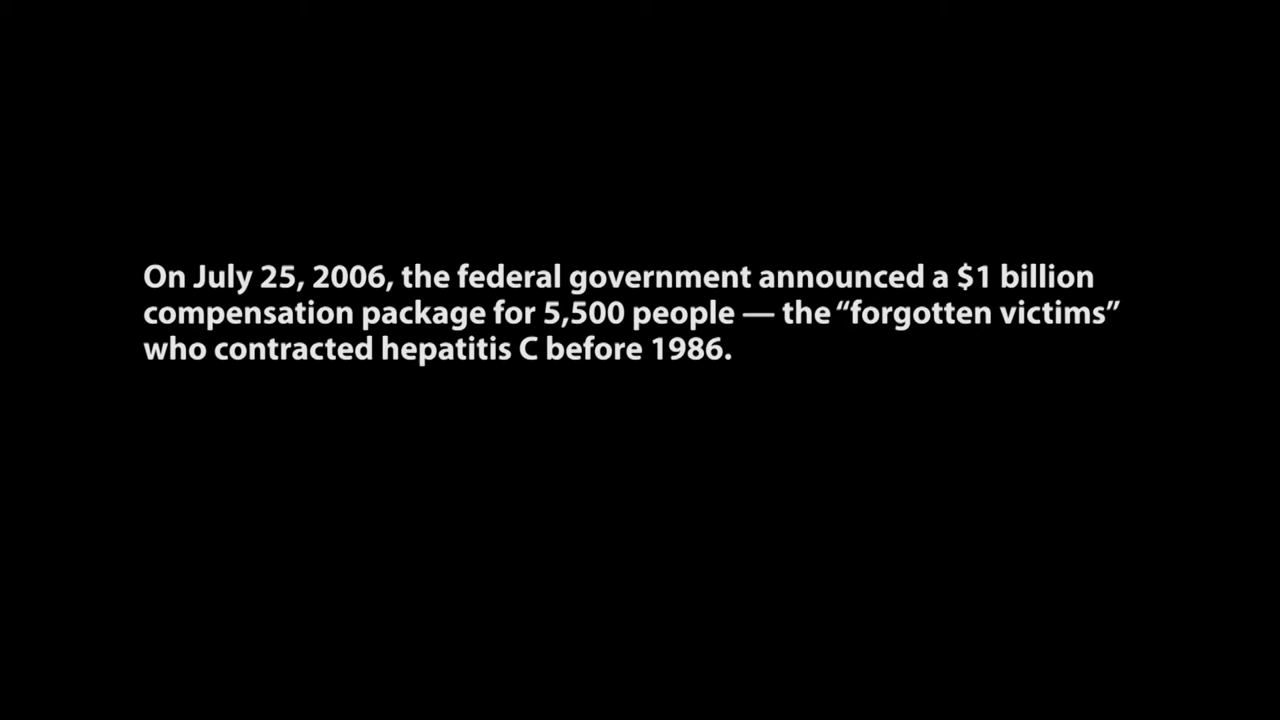 On July 25, 2006, the federal government announced a $1 billion
compensation package for 5,500 people — the “forgotten victims”
who contracted hepatitis C before 1986.